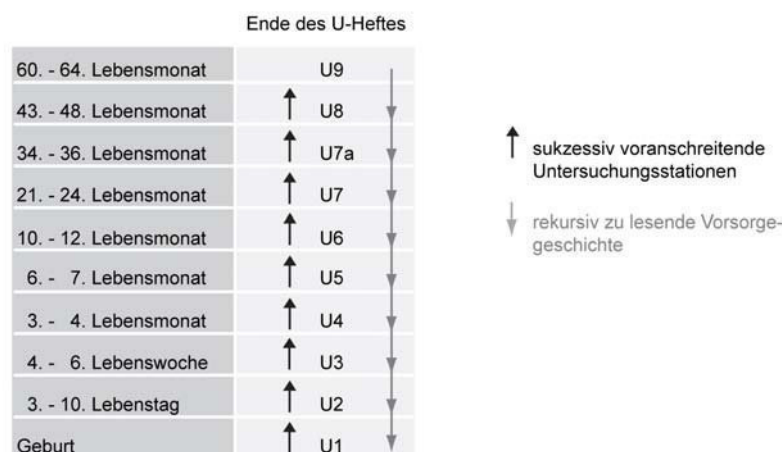 Ende des U-Heftes
60. - 64. Lebensmonat U9
43. - 48. Lebensmonat U8
34. - 36. Lebensmonat U7a
21. - 24. Lebensmonat U7
10. - 12. Lebensmonat U6
6. - 7. Lebensmonat U5
3. - 4. Lebensmonat U4
4. - 6. Lebenswoche U3
3. - 10. Lebenstag U2
Geburt U1
sukzessiv voranschreitende
Untersuchungsstationen
rekursiv zu lesende Vorsorge-
geschichte